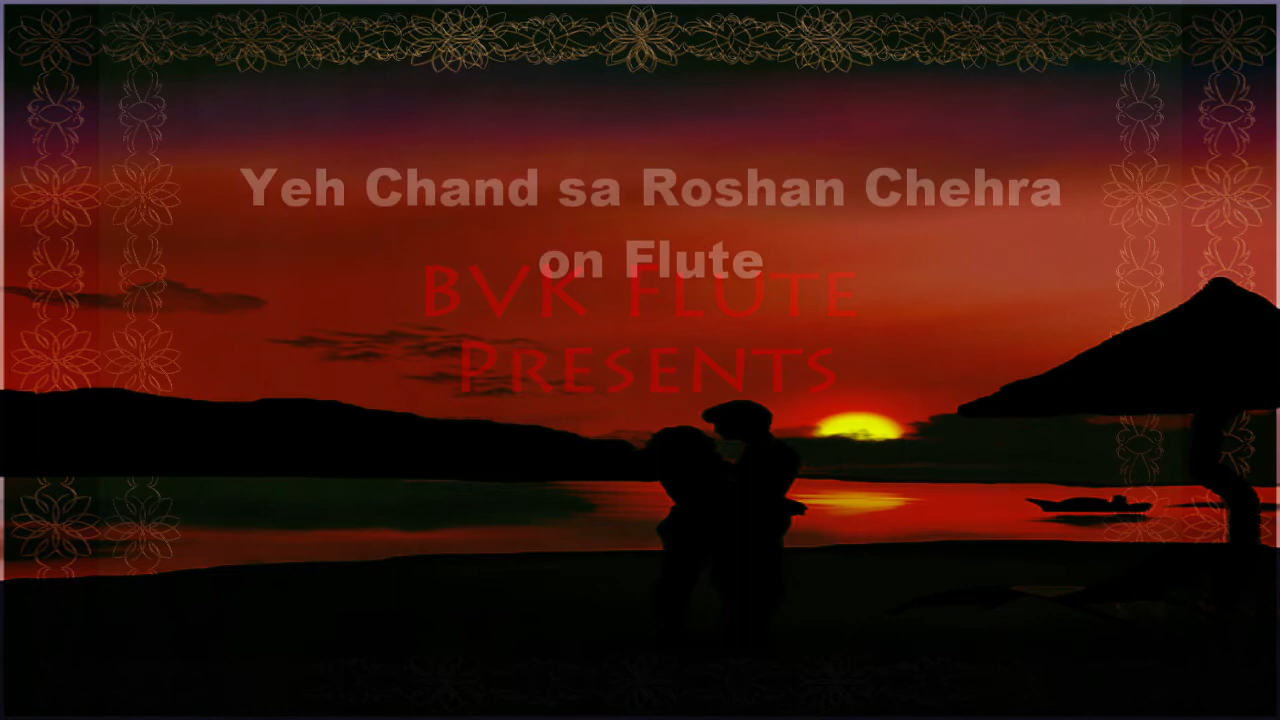 Yeh Chand sa Roshan Chehra
on Flute
BVK Flute
Presents